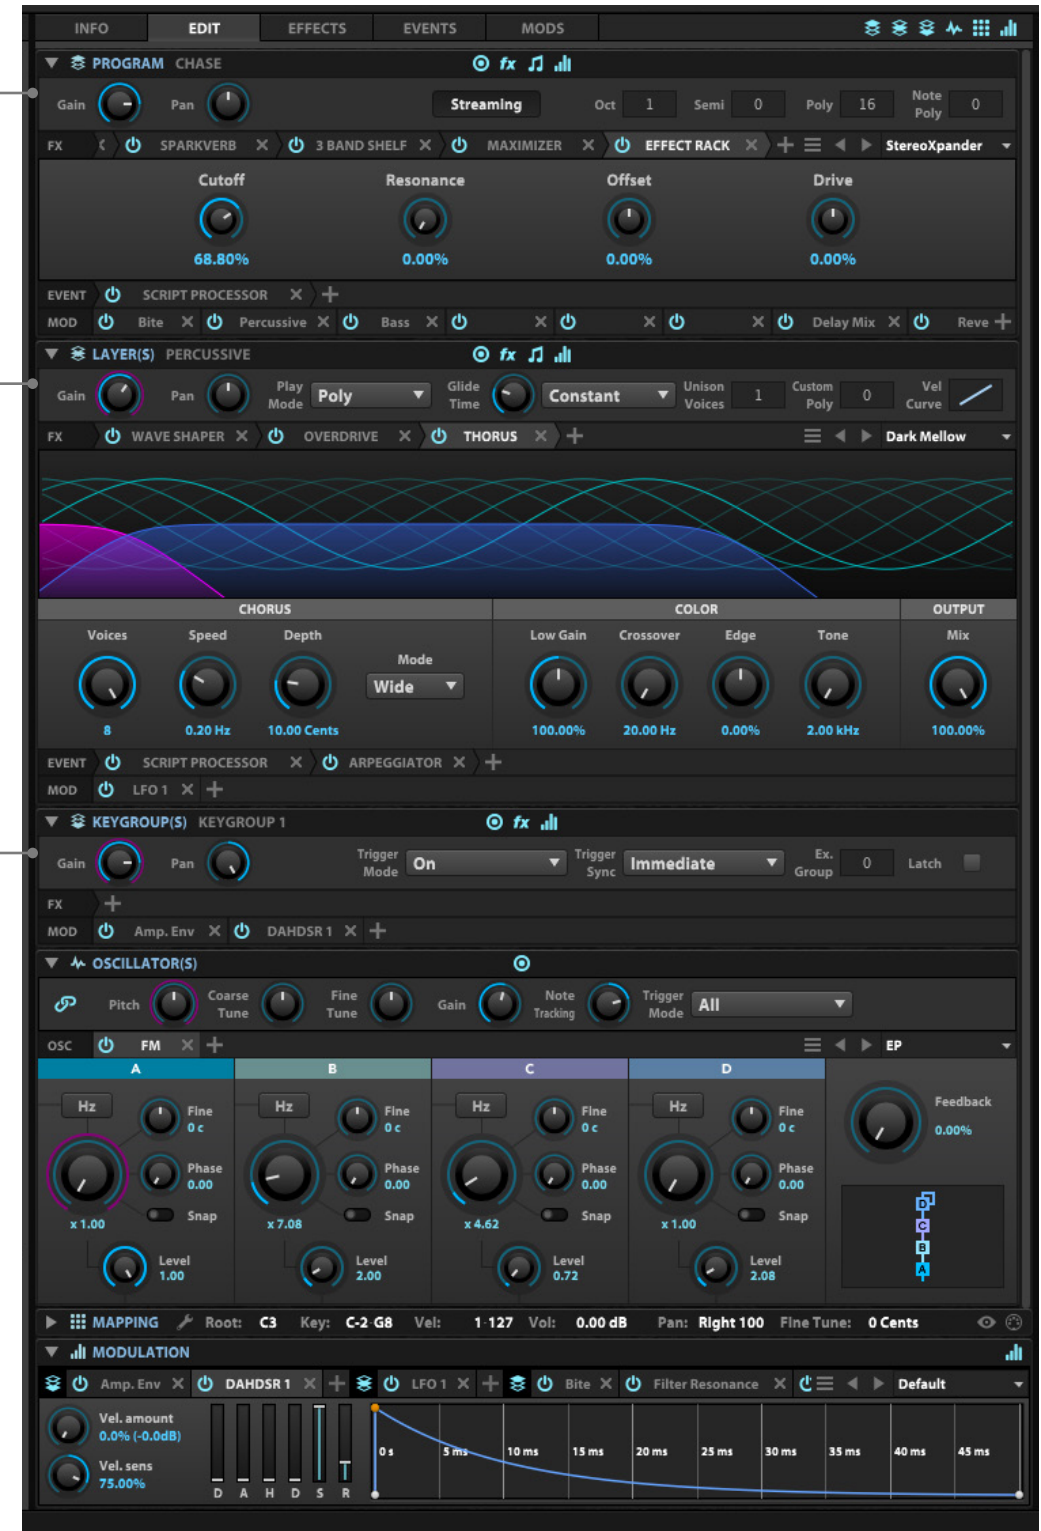 INFO EDIT EFFECTS EVENTS MODS
PROGRAM CHASE fx
Gain Pan Streaming Oct 1 Semi 0 Poly 16 Note Poly 0
FX SPARKVERB 3 BAND SHELF MAXIMIZER EFFECT RACK StereoXpander
Cutoff Resonance Offset Drive
68.80% 0.00% 0.00% 0.00%
EVENT SCRIPT PROCESSOR
MOD Bite Percussive Bass Delay Mix Reve
LAYER(S) PERCUSSIVE fx
Gain Pan Play Mode Poly Glide Time Constant Unison Voices 1 Custom Poly 0 Vel Curve
FX WAVE SHAPER OVERDRIVE THORUS Dark Mellow
CHORUS COLOR OUTPUT
Voices Speed Depth Mode Low Gain Crossover Edge Tone Mix
Wide
8 0.20 Hz 10.00 Cents 100.00% 20.00 Hz 0.00% 2.00 kHz 100.00%
EVENT SCRIPT PROCESSOR ARPEGGIATOR
MOD LFO 1
KEYGROUP(S) KEYGROUP 1 fx
Gain Pan Trigger Mode On Trigger Sync Immediate Ex. Group 0 Latch
FX
MOD Amp. Env DAHDSR 1
OSCILLATOR(S)
Pitch Coarse Tune Fine Tune Gain Note Tracking Trigger Mode All
OSC FM EP
A B C D
Hz Fine 0 c Hz Fine 0 c Hz Fine 0 c Hz Fine 0 c Feedback 0.00%
Phase 0.00 Phase 0.00 Phase 0.00 Phase 0.00
x 1.00 Snap x 7.08 Snap x 4.62 Snap x 1.00 Snap
D
C
B
A
Level 1.00 Level 2.00 Level 0.72 Level 2.08
MAPPING Root: C3 Key: C-2-G8 Vel: 1-127 Vol: 0.00 dB Pan: Right 100 Fine Tune: 0 Cents
MODULATION
Amp. Env DAHDSR 1 LFO 1 Bite Filter Resonance Default
Vel. amount
0.0% (-0.0dB)
Vel. sens
75.00%
D A H D S R
0 s 5 ms 10 ms 15 ms 20 ms 25 ms 30 ms 35 ms 40 ms 45 ms